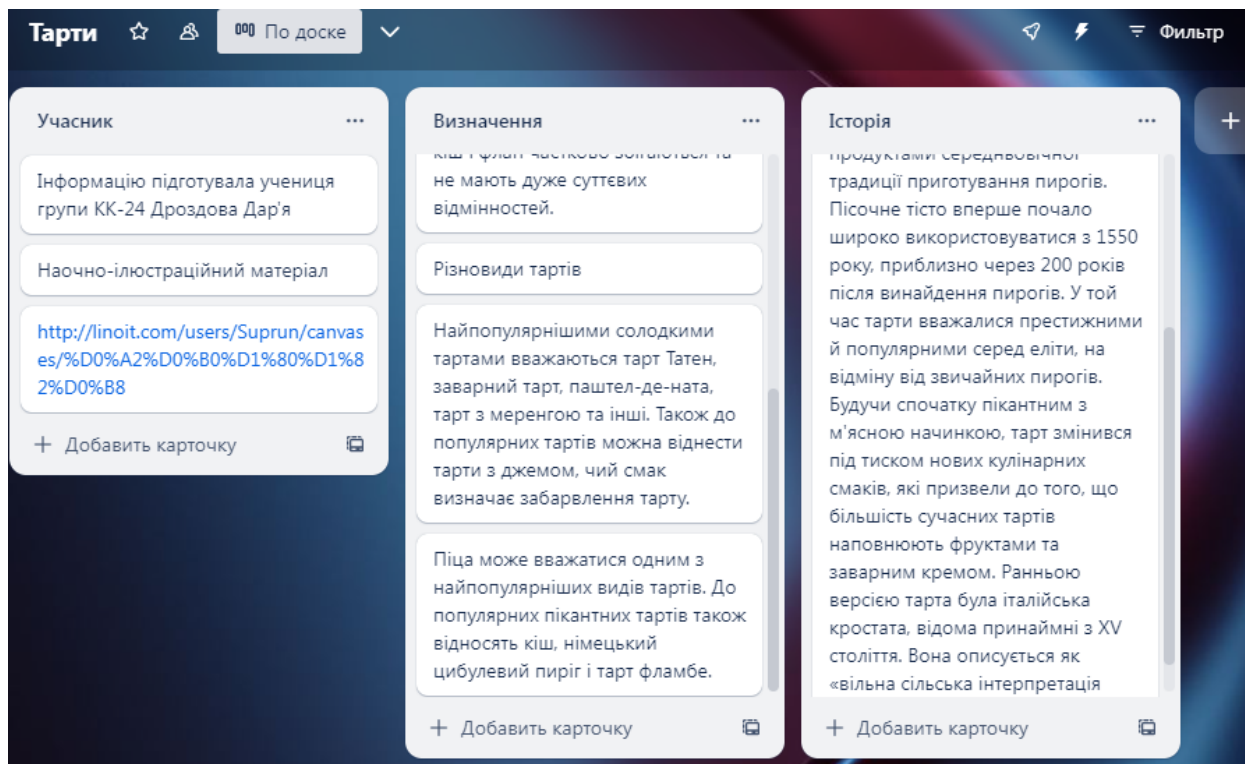 Тарти
По доске
Фильтр
Учасник
Інформацію підготувала учениця
групи КК-24 Дроздова Дар'я
Наочно-ілюстраційний матеріал
http://linoit.com/users/Suprun/canvas
es/%D0%A2%D0%B0%D1%80%D1%8
2%D0%B8
Добавить карточку
Визначення
кіш і флан частково збігаються та
не мають дуже суттєвих
відмінностей.
Різновиди тартів
Найпопулярнішими солодкими
тартами вважаються тарт Татен,
заварний тарт, паштел-де-ната,
тарт з меренгою та інші. Також до
популярних тартів можна віднести
тарти з джемом, чий смак
визначає забарвлення тарту.
Піца може вважатися одним з
найпопулярніших видів тартів. До
популярних пікантних тартів також
відносять кіш, німецький
цибулевий пиріг і тарт фламбе.
Добавить карточку
Історія
продуктами середньовічної
традиції приготування пирогів.
Пісочне тісто вперше почало
широко використовуватися з 1550
року, приблизно через 200 років
після винайдення пирогів. У той
час тарти вважалися престижними
й популярними серед еліти, на
відміну від звичайних пирогів.
Будучи спочатку пікантним з
м'ясною начинкою, тарт змінився
під тиском нових кулінарних
смаків, які призвели до того, що
більшість сучасних тартів
наповнюють фруктами та
заварним кремом. Ранньою
версією тарта була італійська
кростата, відома принаймні з XV
століття. Вона описується як
«вільна сільська інтерпретація
Добавить карточку